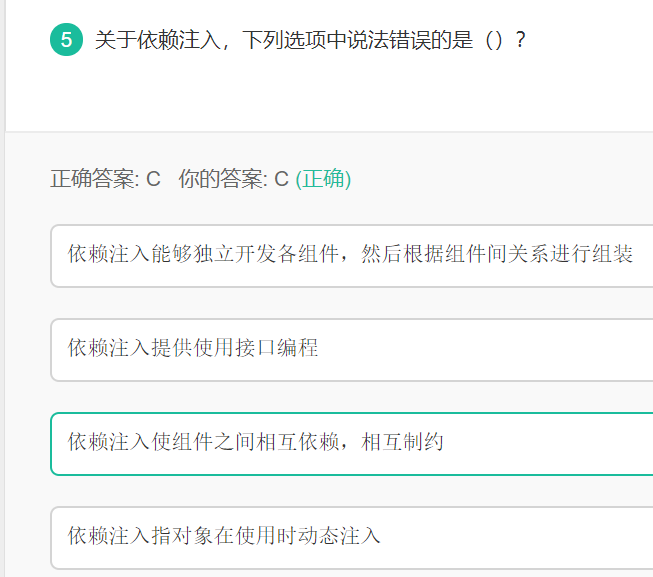 5 关于依赖注入，下列选项中说法错误的是（）？
正确答案: C 你的答案: C (正确)
依赖注入能够独立开发各组件，然后根据组件间关系进行组装
依赖注入提供使用接口编程
依赖注入使组件之间相互依赖，相互制约
依赖注入指对象在使用时动态注入